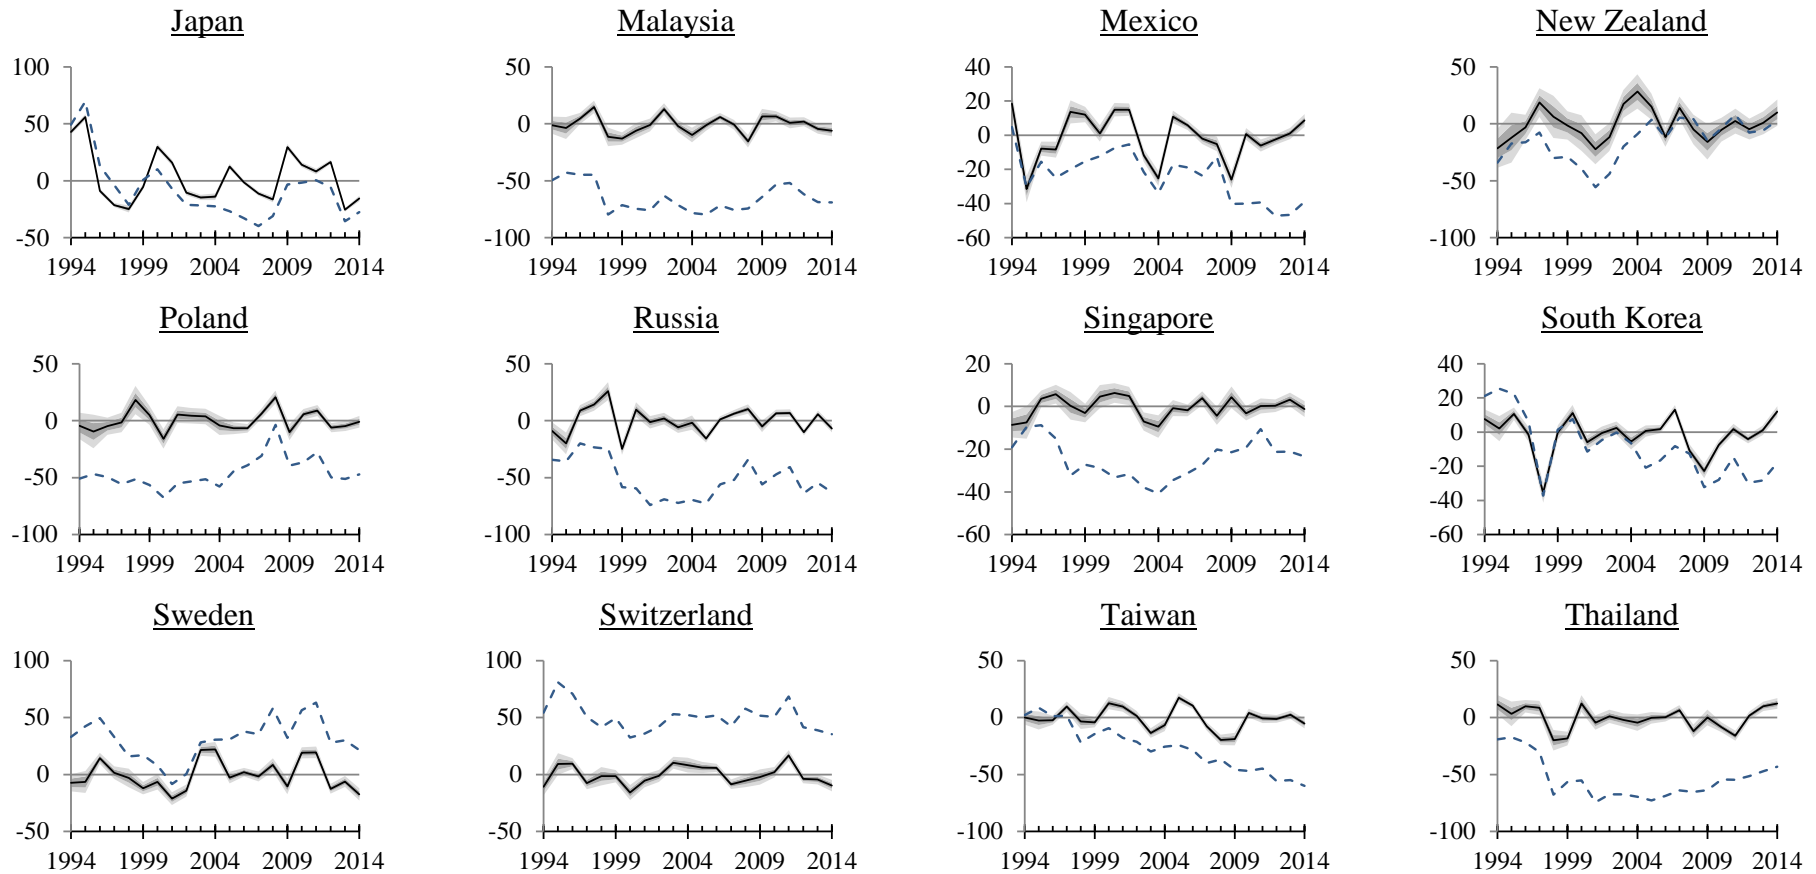 Japan Malaysia Mexico New Zealand
100 50 40 50
50 0 20 0
0 -50 0 -50
-50 -100 -20 -100
-40
-60
1994 1999 2004 2009 2014 1994 1999 2004 2009 2014 1994 1999 2004 2009 2014 1994 1999 2004 2009 2014
Poland Russia Singapore South Korea
50 50 20 40
0 0 0 20
-50 -50 -20 0
-100 -100 -40 -20
-60 -40
-60
1994 1999 2004 2009 2014 1994 1999 2004 2009 2014 1994 1999 2004 2009 2014 1994 1999 2004 2009 2014
Sweden Switzerland Taiwan Thailand
100 100 50 50
50 50 0 0
0 0 -50 -50
-50 -50 -100 -100
1994 1999 2004 2009 2014 1994 1999 2004 2009 2014 1994 1999 2004 2009 2014 1994 1999 2004 2009 2014